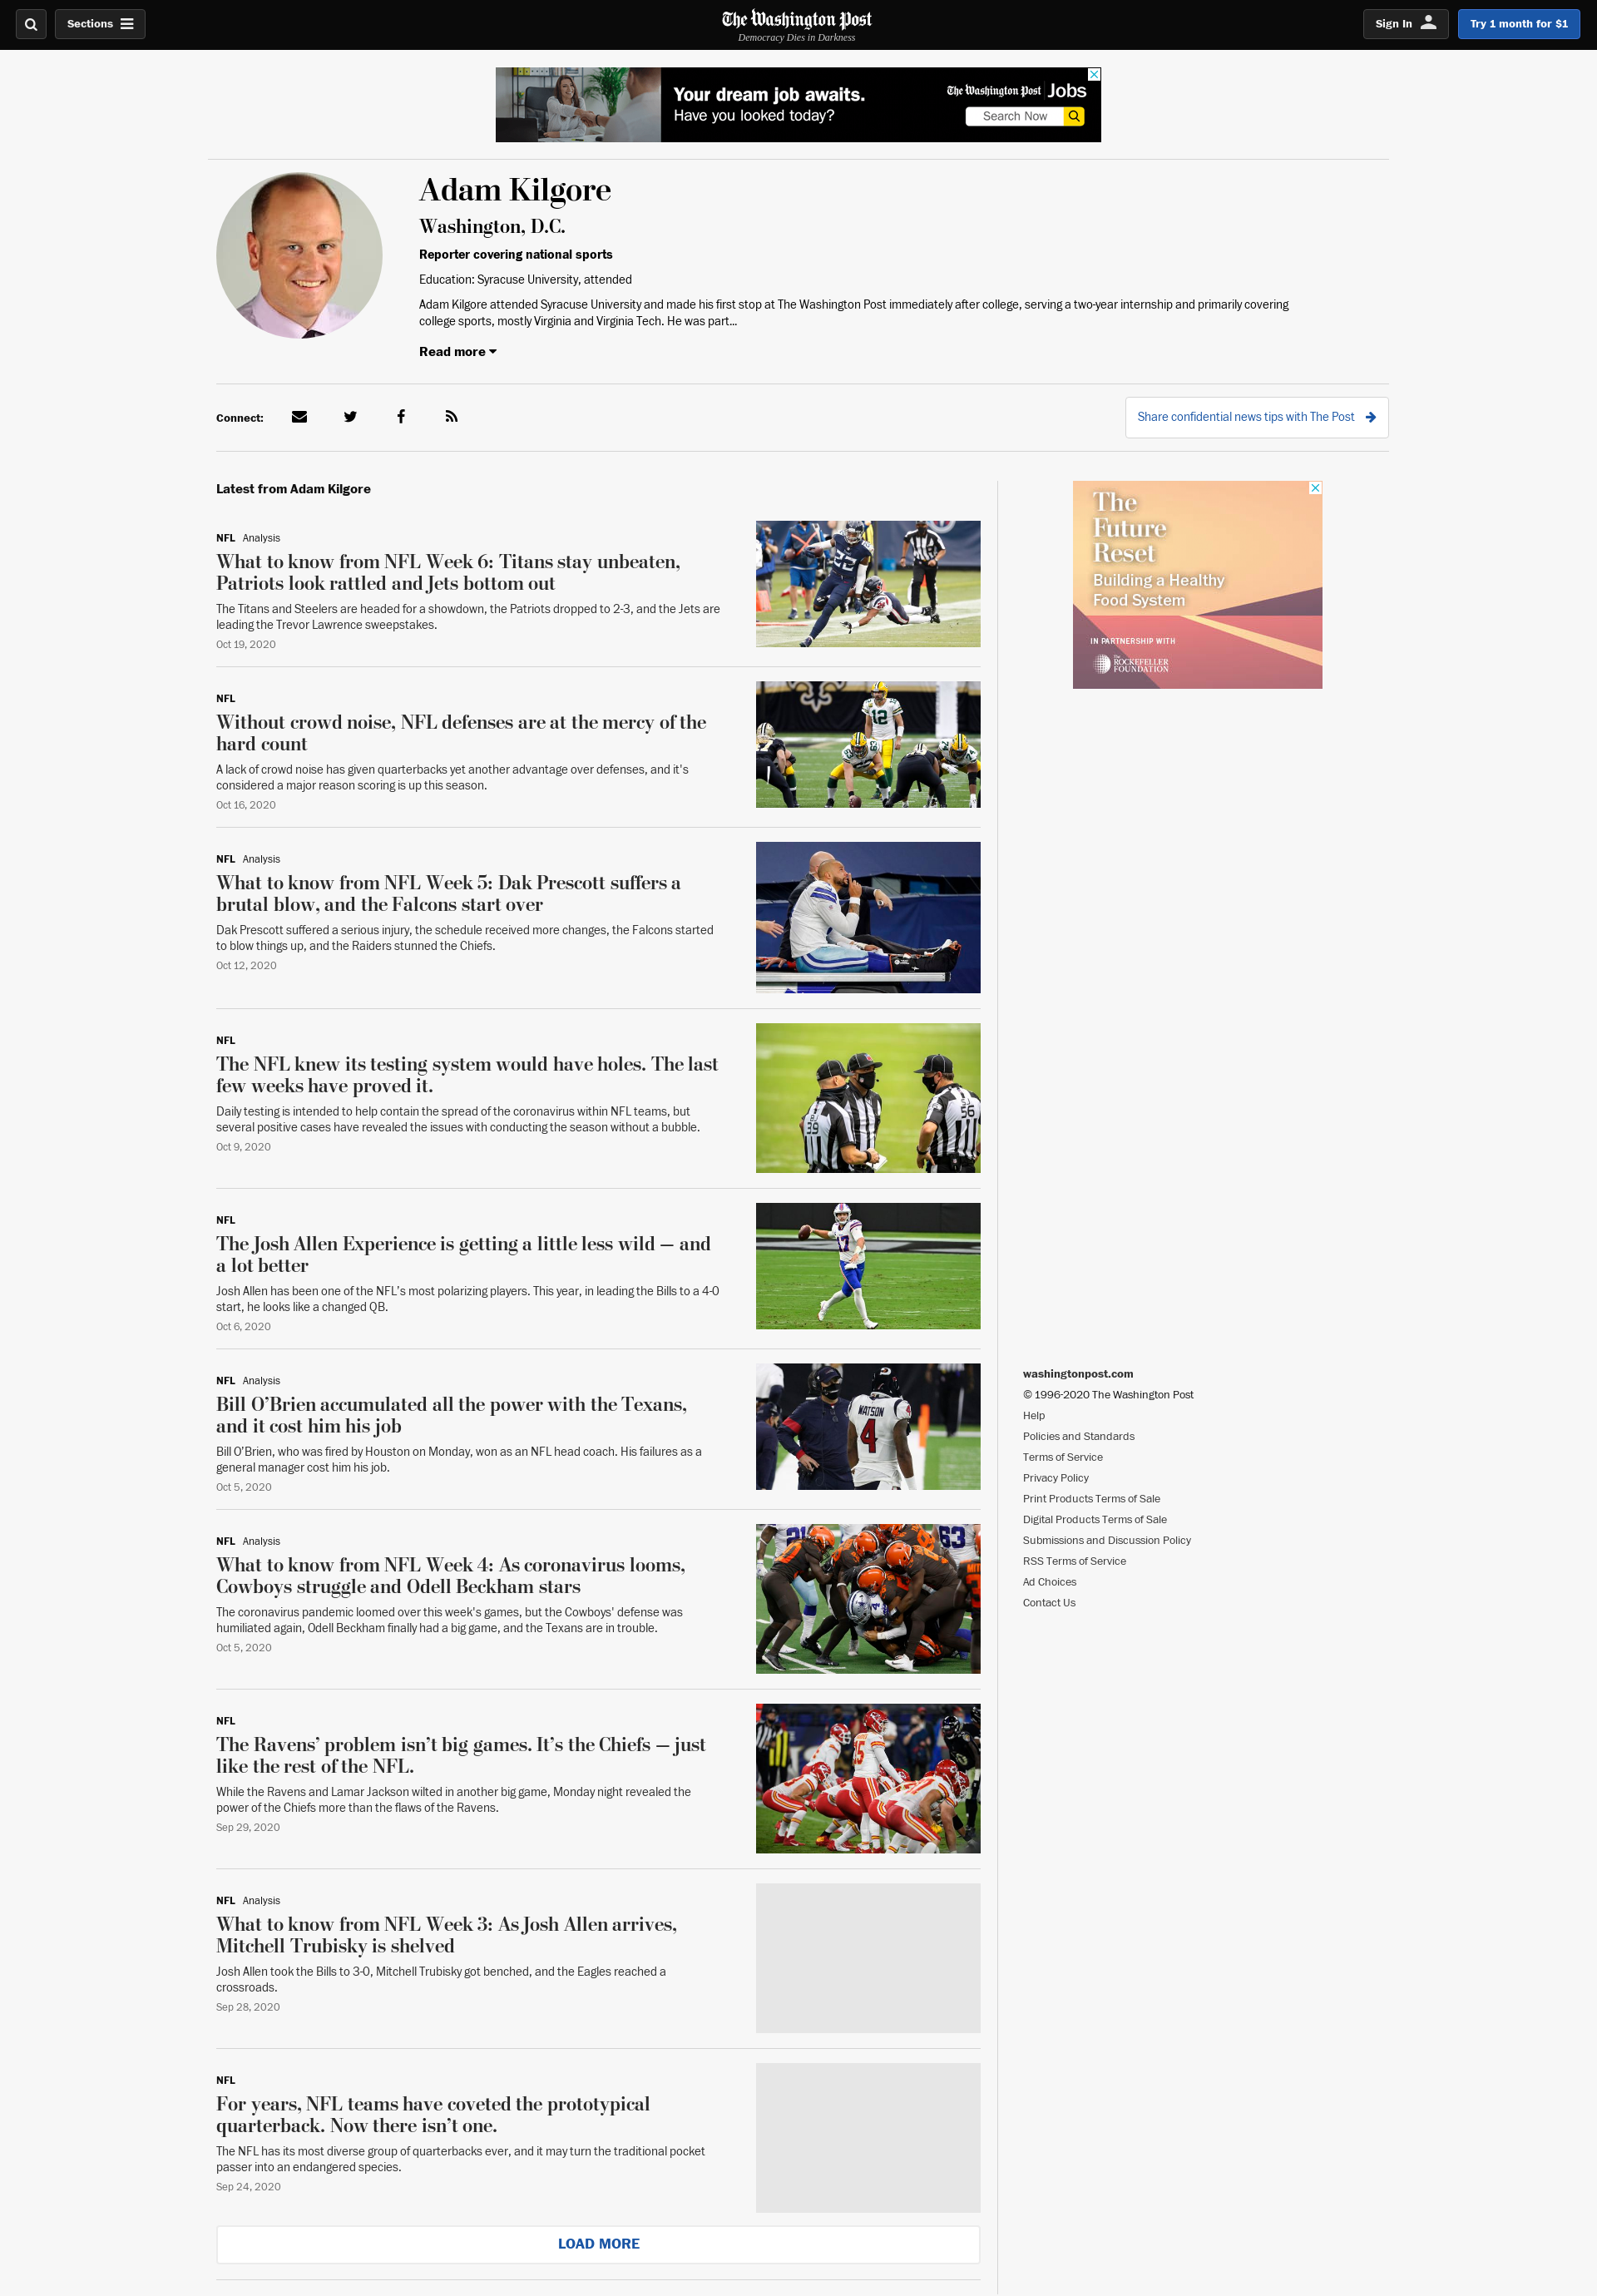 Sections
The Washington Post
Democracy Dies in Darkness
Sign In
Try 1 month for $1
Your dream job awaits.
Have you looked today?
The Washington Post Jobs
Search Now
Adam Kilgore
Washington, D.C.
Reporter covering national sports
Education: Syracuse University, attended
Adam Kilgore attended Syracuse University and made his first stop at The Washington Post immediately after college, serving a two-year internship and primarily covering
college sports, mostly Virginia and Virginia Tech. He was part...
Read more
Connect:
Share confidential news tips with The Post
Latest from Adam Kilgore
NFL Analysis
What to know from NFL Week 6: Titans stay unbeaten,
Patriots look rattled and Jets bottom out
The Titans and Steelers are headed for a showdown, the Patriots dropped to 2-3, and the Jets are
leading the Trevor Lawrence sweepstakes.
Oct 19, 2020
22
The
Future
Reset
Building a Healthy
Food System
IN PARTNERSHIP WITH
The
ROCKEFELLER
FOUNDATION
NFL
Without crowd noise, NFL defenses are at the mercy of the
hard count
A lack of crowd noise has given quarterbacks yet another advantage over defenses, and it's
considered a major reason scoring is up this season.
Oct 16, 2020
12
NFL Analysis
What to know from NFL Week 5: Dak Prescott suffers a
brutal blow, and the Falcons start over
Dak Prescott suffered a serious injury, the schedule received more changes, the Falcons started
to blow things up, and the Raiders stunned the Chiefs.
Oct 12, 2020
NFL
The NFL knew its testing system would have holes. The last
few weeks have proved it.
Daily testing is intended to help contain the spread of the coronavirus within NFL teams, but
several positive cases have revealed the issues with conducting the season without a bubble.
Oct 9, 2020
39
56
NFL
The Josh Allen Experience is getting a little less wild — and
a lot better
Josh Allen has been one of the NFL's most polarizing players. This year, in leading the Bills to a 4-0
start, he looks like a changed QB.
Oct 6, 2020
17
NFL Analysis
Bill O’Brien accumulated all the power with the Texans,
and it cost him his job
Bill O’Brien, who was fired by Houston on Monday, won as an NFL head coach. His failures as a
general manager cost him his job.
Oct 5, 2020
WATSON
4
washingtonpost.com
© 1996-2020 The Washington Post
Help
Policies and Standards
Terms of Service
Privacy Policy
Print Products Terms of Sale
Digital Products Terms of Sale
Submissions and Discussion Policy
RSS Terms of Service
Ad Choices
Contact Us
NFL Analysis
What to know from NFL Week 4: As coronavirus looms,
Cowboys struggle and Odell Beckham stars
The coronavirus pandemic loomed over this week's games, but the Cowboys' defense was
humiliated again, Odell Beckham finally had a big game, and the Texans are in trouble.
Oct 5, 2020
21
63
4
NFL
The Ravens’ problem isn’t big games. It’s the Chiefs — just
like the rest of the NFL.
While the Ravens and Lamar Jackson wilted in another big game, Monday night revealed the
power of the Chiefs more than the flaws of the Ravens.
Sep 29, 2020
15
NFL Analysis
What to know from NFL Week 3: As Josh Allen arrives,
Mitchell Trubisky is shelved
Josh Allen took the Bills to 3-0, Mitchell Trubisky got benched, and the Eagles reached a
crossroads.
Sep 28, 2020
NFL
For years, NFL teams have coveted the prototypical
quarterback. Now there isn’t one.
The NFL has its most diverse group of quarterbacks ever, and it may turn the traditional pocket
passer into an endangered species.
Sep 24, 2020
LOAD MORE